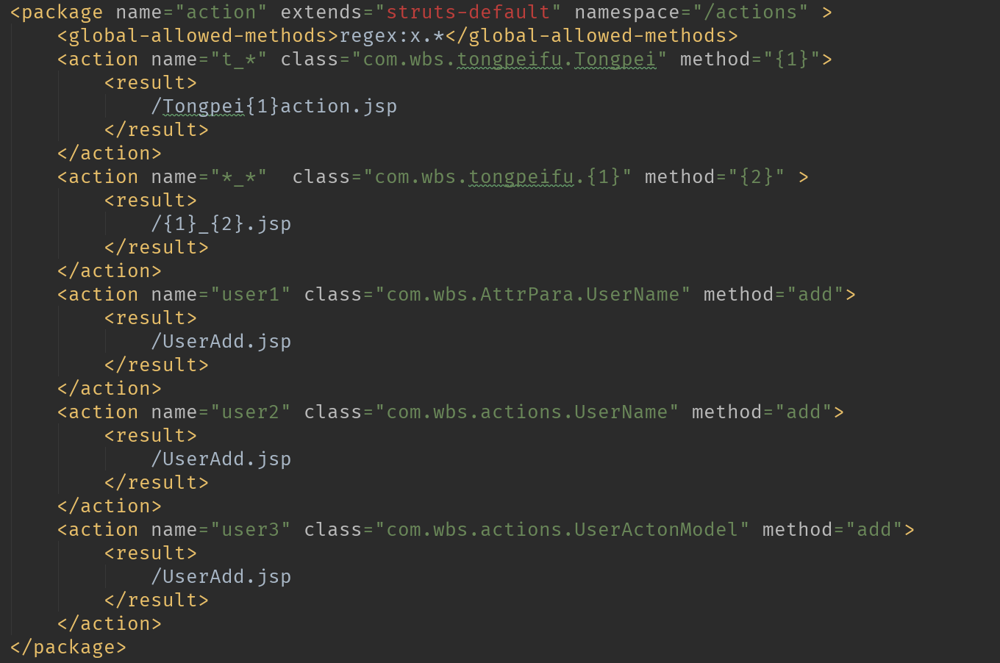 <package name="action" extends="struts-default" namespace="/actions" >
    <global-allowed-methods>regex:x.*</global-allowed-methods>
    <action name="t_*" class="com.wbs.tongpeifu.Tongpei" method="{1}">
        <result>
            /Tongpei{1}action.jsp
        </result>
    </action>
    <action name="*_*"  class="com.wbs.tongpeifu.{1}" method="{2}" >
        <result>
            /{1}_{2}.jsp
        </result>
    </action>
    <action name="user1" class="com.wbs.AttrPara.UserName" method="add">
        <result>
            /UserAdd.jsp
        </result>
    </action>
    <action name="user2" class="com.wbs.actions.UserName" method="add">
        <result>
            /UserAdd.jsp
        </result>
    </action>
    <action name="user3" class="com.wbs.actions.UserActonModel" method="add">
        <result>
            /UserAdd.jsp
        </result>
    </action>
</package>